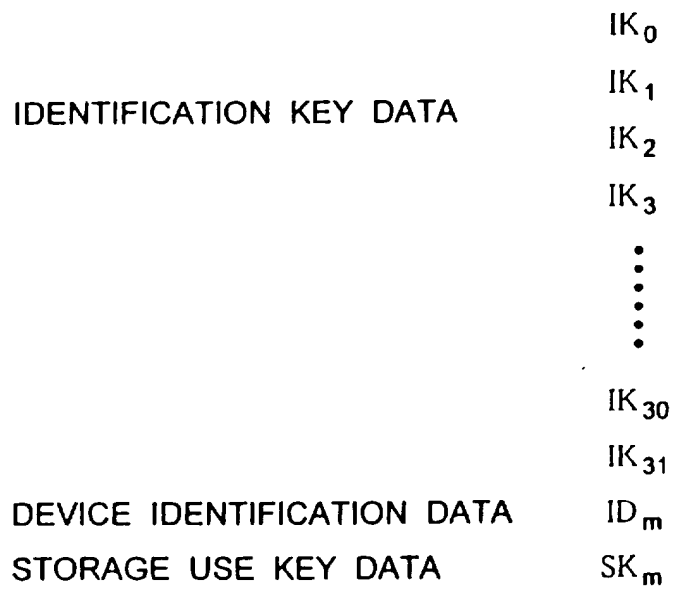 IK0
IK1
IDENTIFICATION KEY DATA
IK2
IK3
IK30
IK31
DEVICE IDENTIFICATION DATA IDm
STORAGE USE KEY DATA SKm